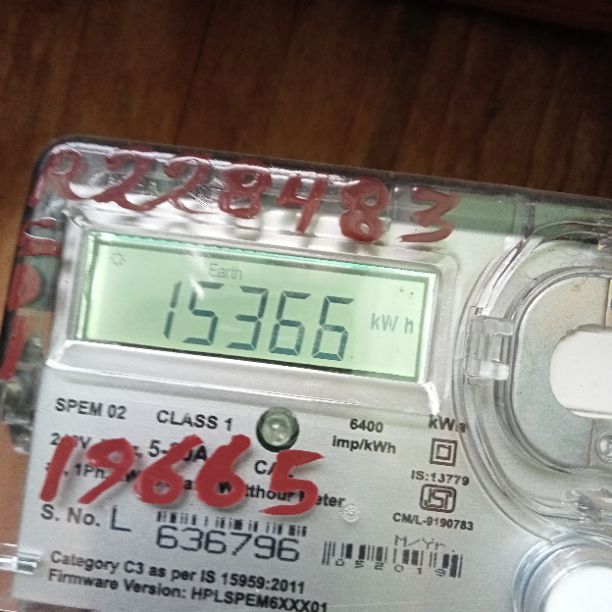 R228483
Earth
15366 kWh
SPEM 02 CLASS 1 6400 imp/kWh
19665
IS:13779
CM/L-9190783
S. No. L 636796
M/Yr.
052019
Category C3 as per IS 15959:2011
Firmware Version: HPLSPEM6XXX01